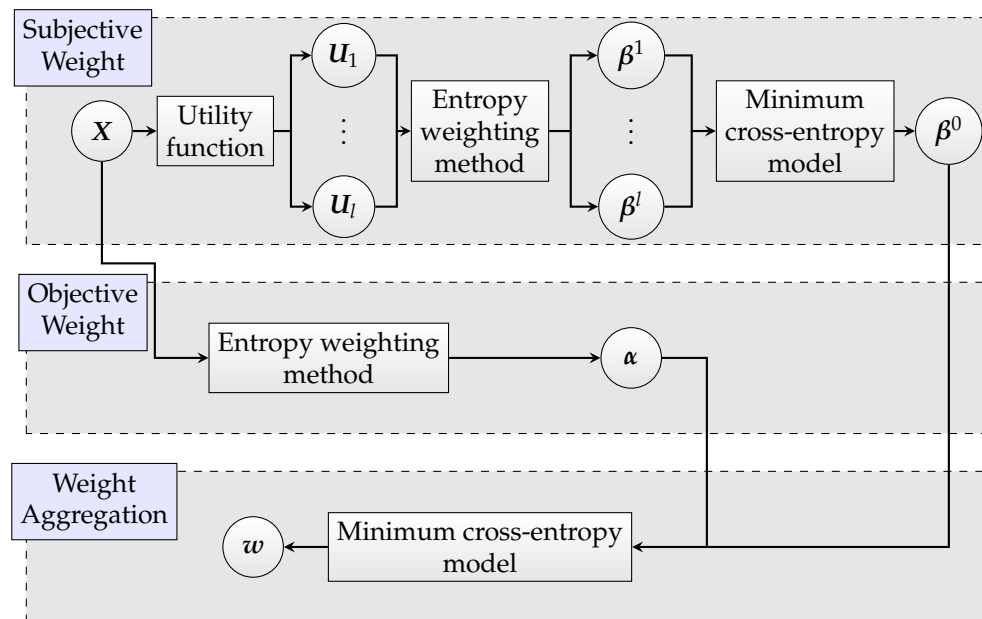 Subjective
Weight
X
Utility
function
U₁
⋮
Uₗ
Entropy
weighting
method
β¹
⋮
βˡ
Minimum
cross-entropy
model
β⁰
Objective
Weight
Entropy weighting
method
α
Weight
Aggregation
w
Minimum cross-entropy
model